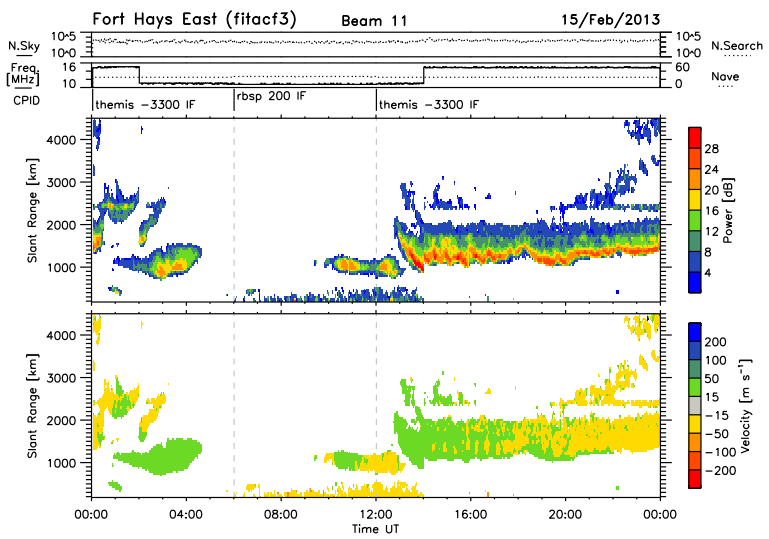 Fort Hays East (fitacf3) Beam 11 15/Feb/2013
N.Sky 10+5 10+0 10+5 10+0 N.Search
Freq. [MHz] 16 10 60 0 Nave
CPID themis -3300 IF rbsp 200 IF themis -3300 IF
Slant Range [km] 4000 3000 2000 1000
28 24 20 16 12 8 4 Power [dB]
Slant Range [km] 4000 3000 2000 1000
200 100 50 15 -15 -50 -100 -200 Velocity [m s⁻¹]
00:00 04:00 08:00 12:00 16:00 20:00 00:00
Time UT